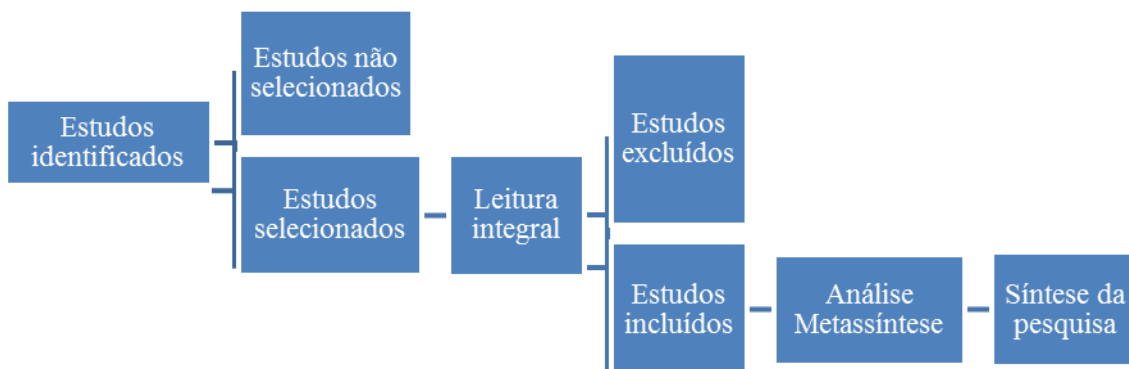 Estudos
identificados
Estudos não
selecionados
Estudos
selecionados
Leitura
integral
Estudos
excluídos
Estudos
incluídos
Análise
Metassíntese
Síntese da
pesquisa